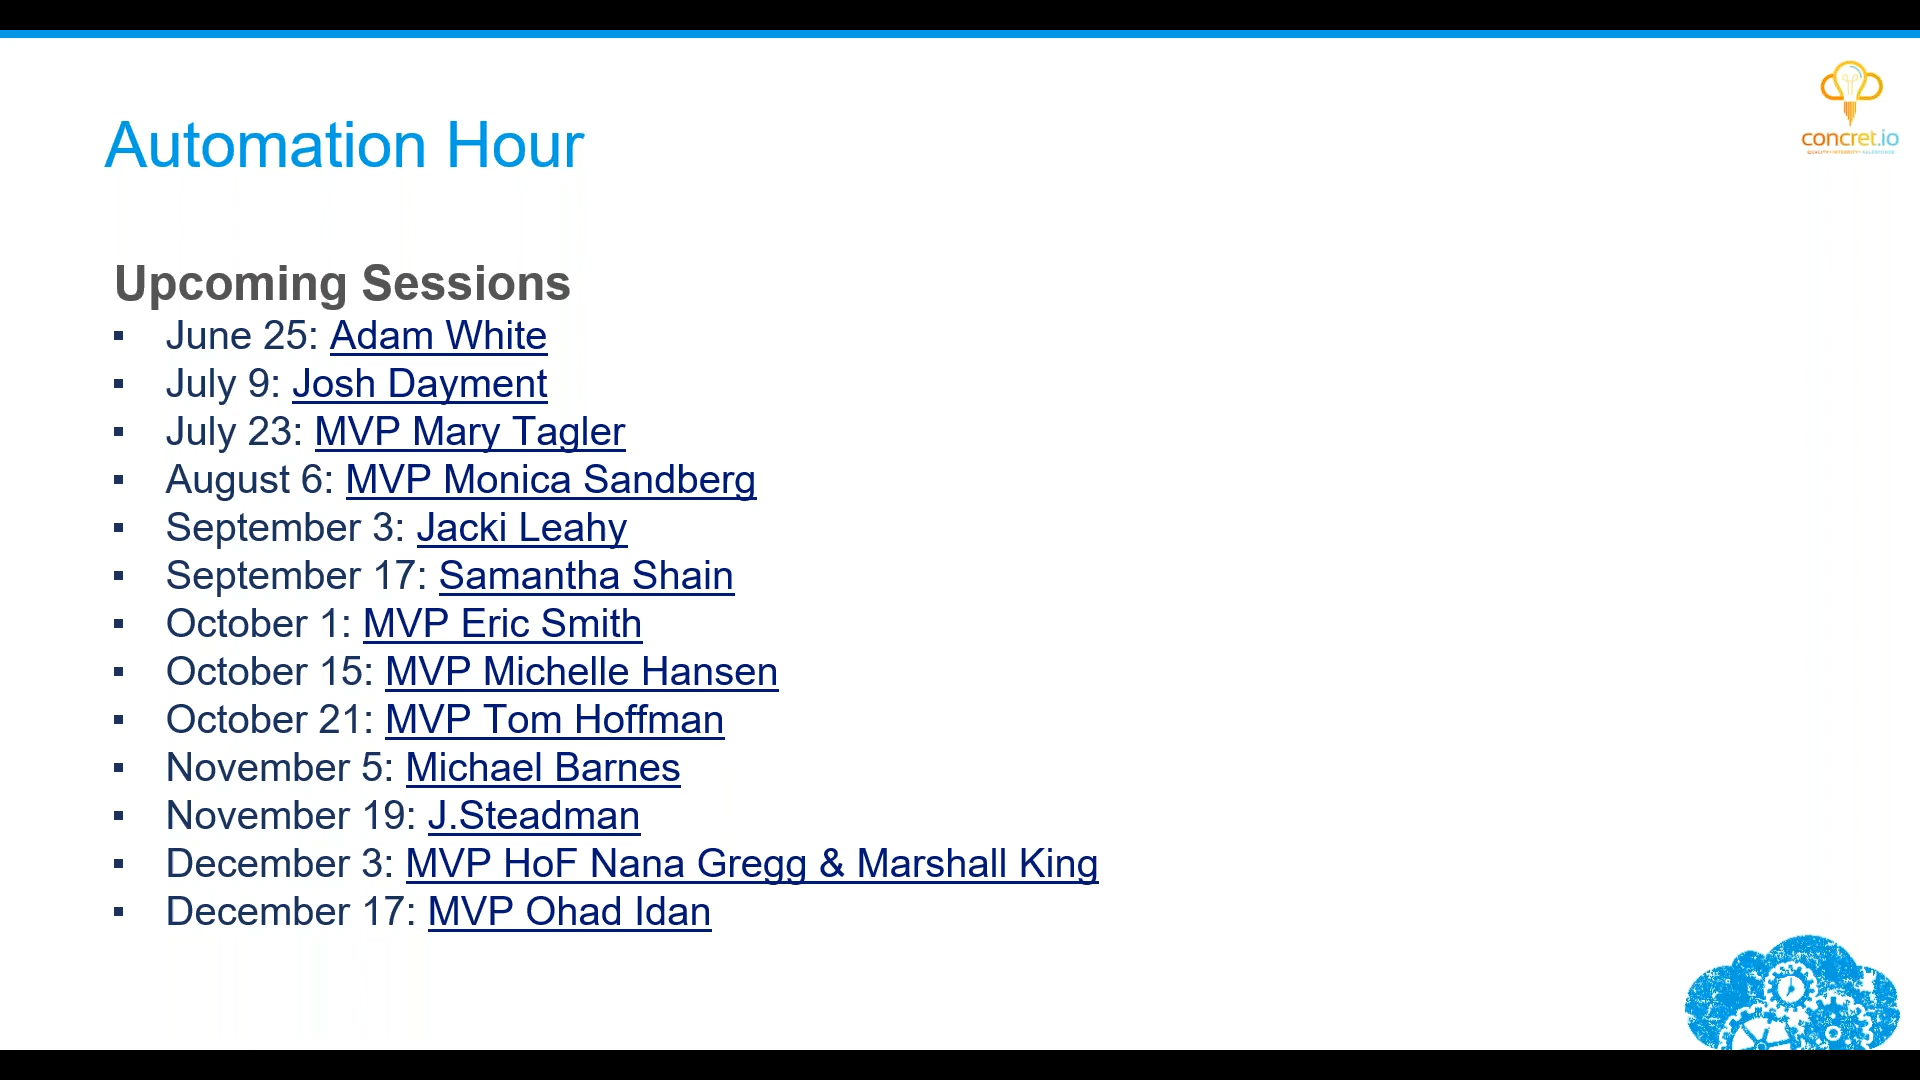 concret.io
Automation Hour
Upcoming Sessions
▪ June 25: Adam White
▪ July 9: Josh Dayment
▪ July 23: MVP Mary Tagler
▪ August 6: MVP Monica Sandberg
▪ September 3: Jacki Leahy
▪ September 17: Samantha Shain
▪ October 1: MVP Eric Smith
▪ October 15: MVP Michelle Hansen
▪ October 21: MVP Tom Hoffman
▪ November 5: Michael Barnes
▪ November 19: J.Steadman
▪ December 3: MVP HoF Nana Gregg & Marshall King
▪ December 17: MVP Ohad Idan